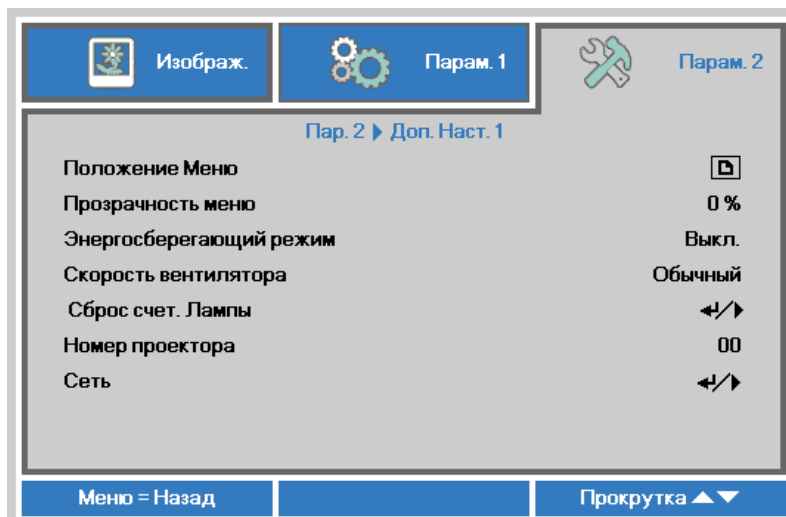 Изображ.
Парам. 1
Парам. 2
Пар. 2 ▶ Доп. Наст. 1
Положение Меню
Прозрачность меню 0 %
Энергосберегающий режим Выкл.
Скорость вентилятора Обычный
Сброс счет. Лампы ↵/▶
Номер проектора 00
Сеть ↵/▶
Меню = Назад
Прокрутка ▲▼